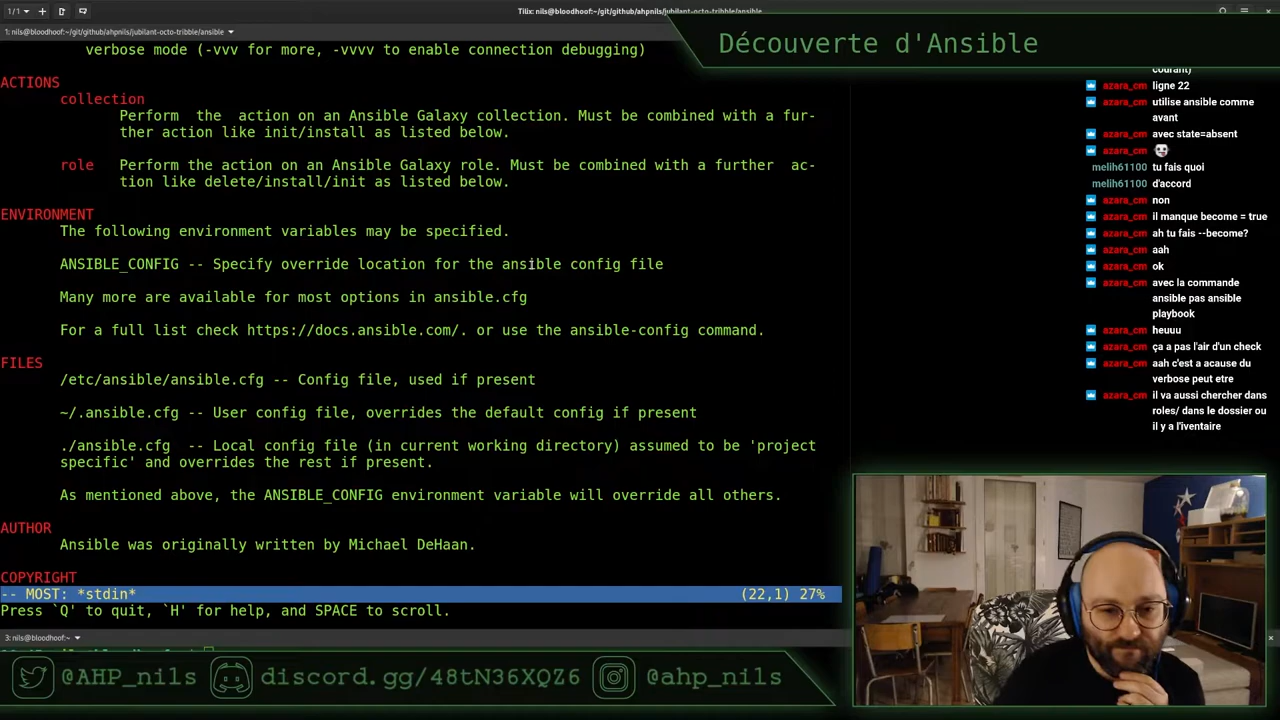 1/1
Tilix: nils@bloodhoof:~/git/github/ahpnils/jubilant-octo-tribble/ansible
1: nils@bloodhoof:~/git/github/ahpnils/jubilant-octo-tribble/ansible
Découverte d'Ansible
verbose mode (-vvv for more, -vvvv to enable connection debugging)
ACTIONS
collection
Perform  the  action on an Ansible Galaxy collection. Must be combined with a fur-
ther action like init/install as listed below.
role   Perform the action on an Ansible Galaxy role. Must be combined with a further  ac-
tion like delete/install/init as listed below.
ENVIRONMENT
The following environment variables may be specified.
ANSIBLE_CONFIG -- Specify override location for the ansible config file
Many more are available for most options in ansible.cfg
For a full list check https://docs.ansible.com/. or use the ansible-config command.
FILES
/etc/ansible/ansible.cfg -- Config file, used if present
~/.ansible.cfg -- User config file, overrides the default config if present
./ansible.cfg  -- Local config file (in current working directory) assumed to be 'project
specific' and overrides the rest if present.
As mentioned above, the ANSIBLE_CONFIG environment variable will override all others.
AUTHOR
Ansible was originally written by Michael DeHaan.
COPYRIGHT
-- MOST: *stdin* (22,1) 27%
Press `Q' to quit, `H' for help, and SPACE to scroll.
3: nils@bloodhoof:~
courant)
azara_cm ligne 22
azara_cm utilise ansible comme
avant
azara_cm avec state=absent
azara_cm
melih61100 tu fais quoi
melih61100 d'accord
azara_cm non
azara_cm il manque become = true
azara_cm ah tu fais --become?
azara_cm aah
azara_cm ok
azara_cm avec la commande
ansible pas ansible
playbook
azara_cm heuuu
azara_cm ça a pas l'air d'un check
azara_cm aah c'est a acause du
verbose peut etre
azara_cm il va aussi chercher dans
roles/ dans le dossier ou
il y a l'iventaire
@AHP_nils discord.gg/48tN36XQZ6 @ahp_nils